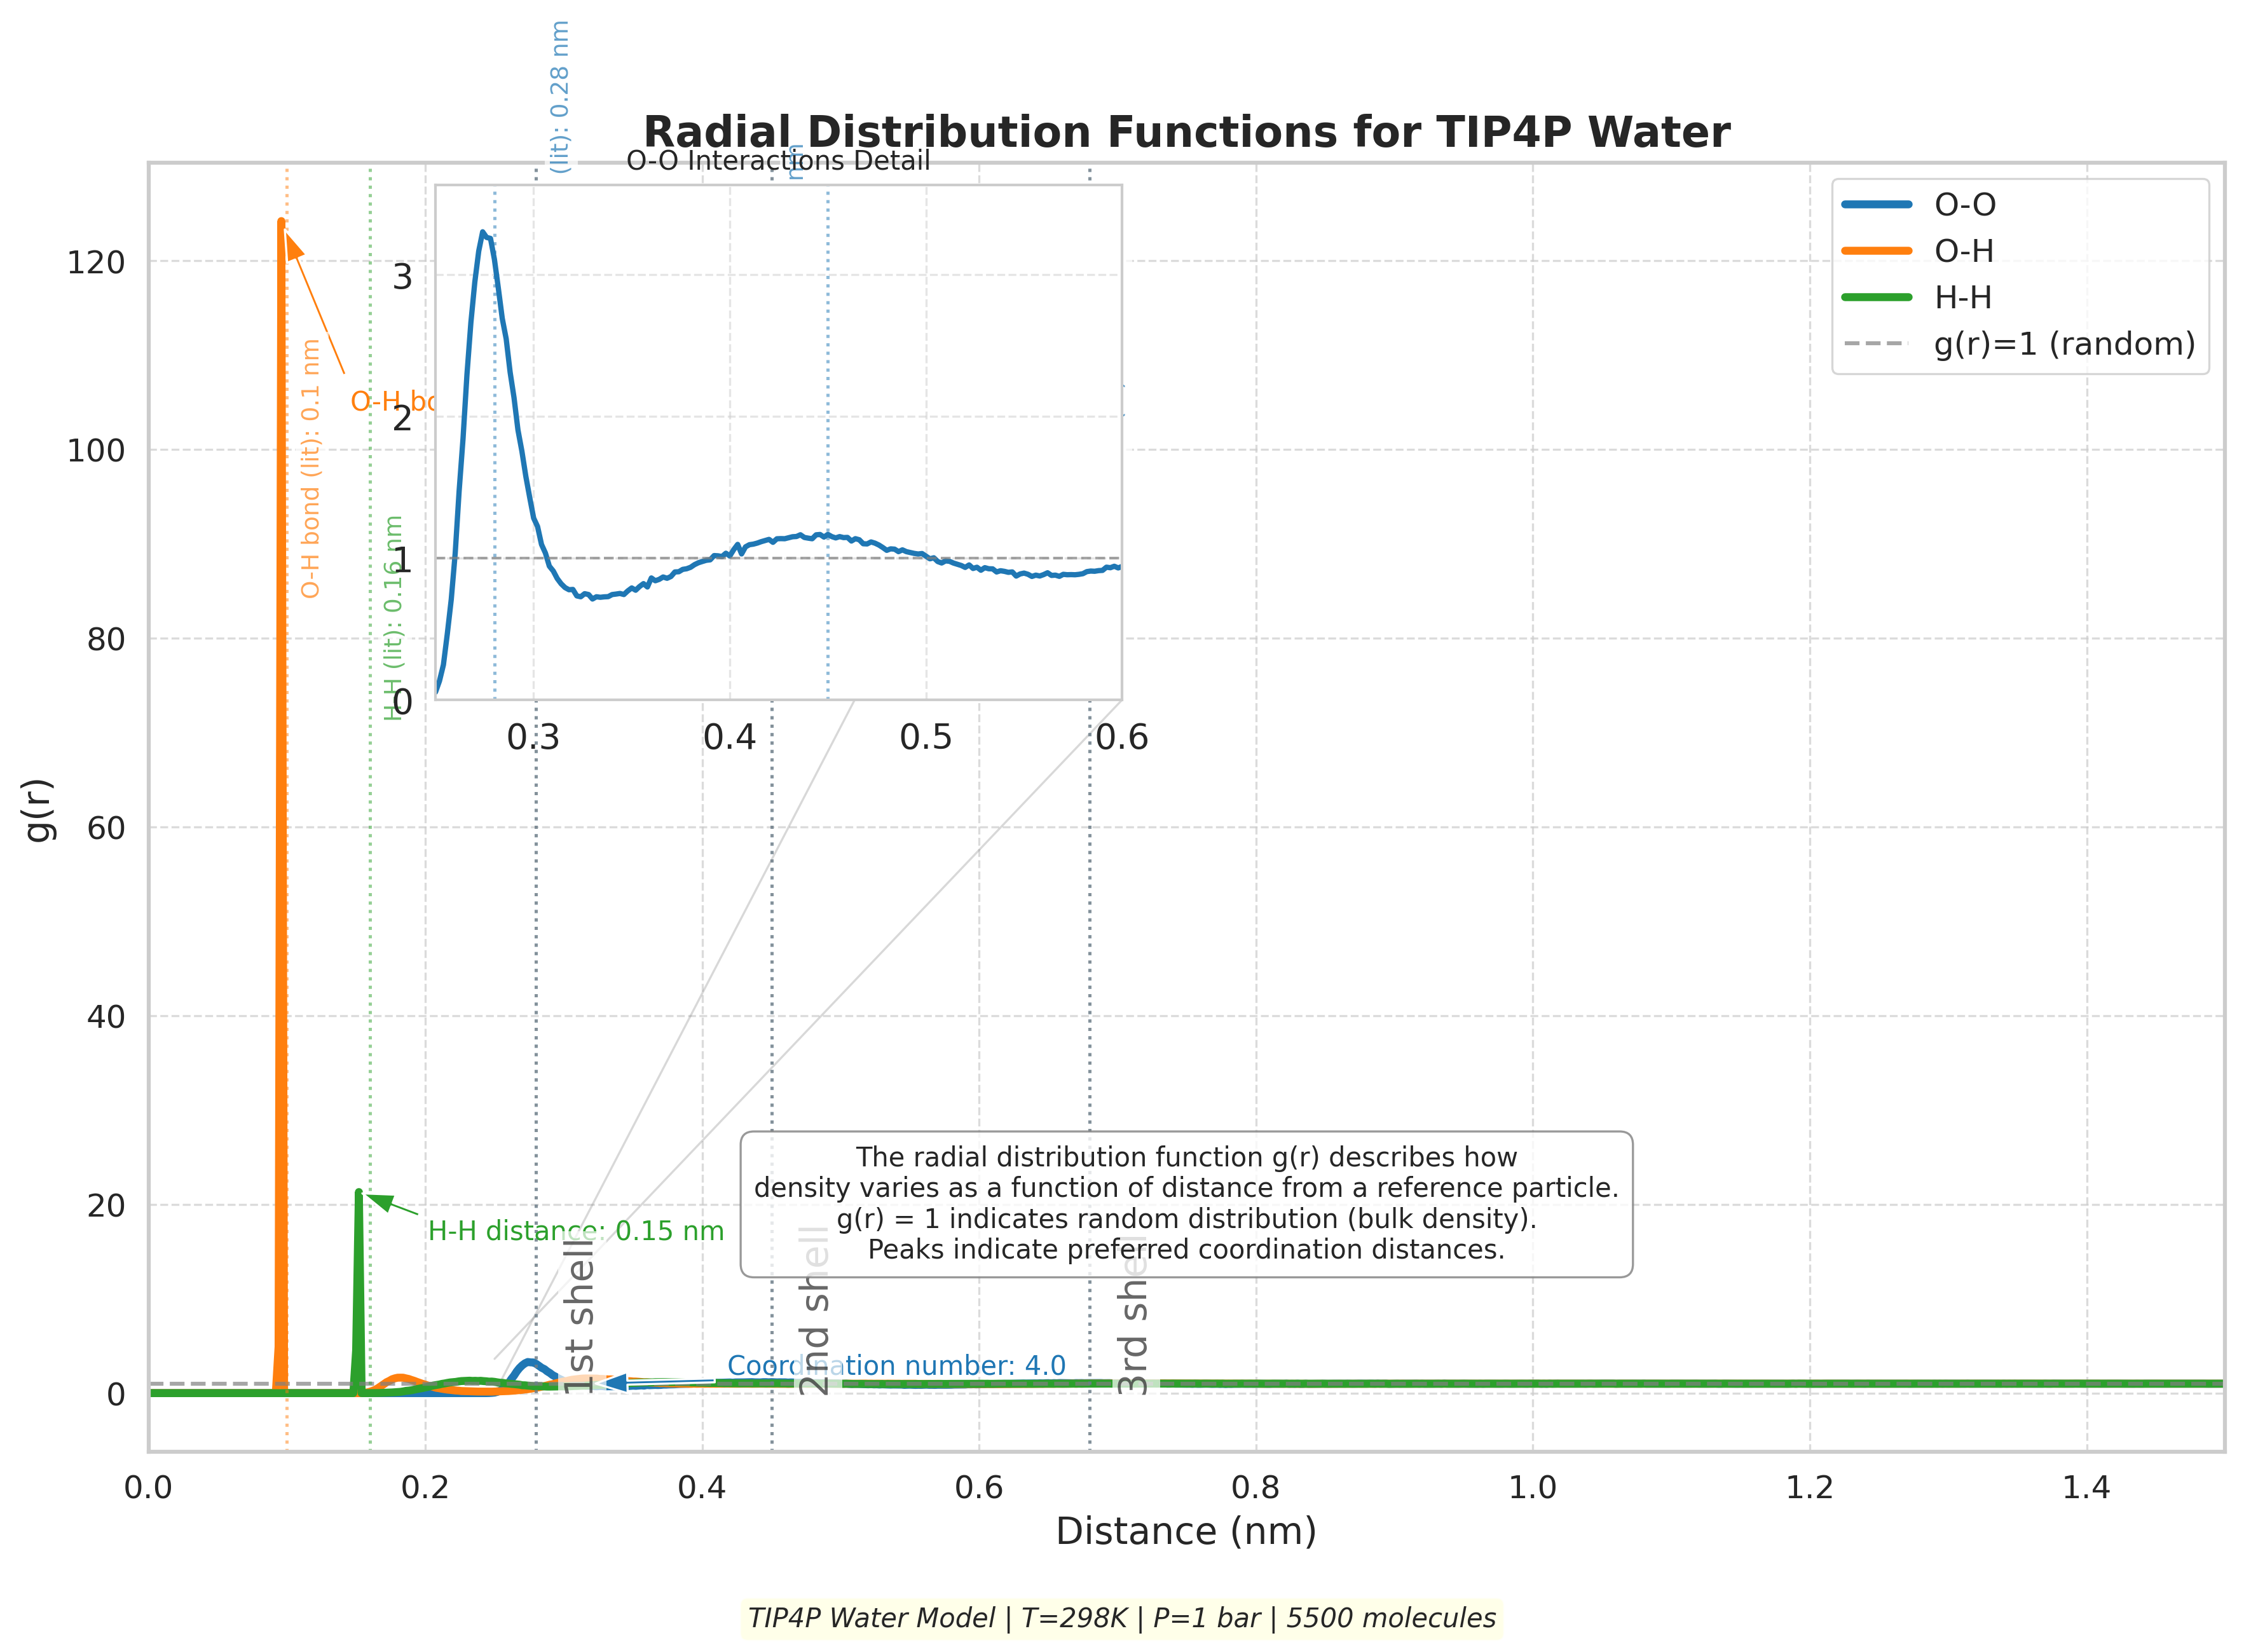 (lit): 0.28 nm
nm
Radial Distribution Functions for TIP4P Water
O-O Interactions Detail
O-O
O-H
H-H
g(r)=1 (random)
120
100
80
60
40
20
0
g(r)
3
2
1
0
0.3
0.4
0.5
0.6
O-H bond (lit): 0.1 nm
H-H (lit): 0.16 nm
O-H bo
H-H distance: 0.15 nm
The radial distribution function g(r) describes how
density varies as a function of distance from a reference particle.
g(r) = 1 indicates random distribution (bulk density).
Peaks indicate preferred coordination distances.
1st shell
2nd shell
3rd shell
Coordination number: 4.0
0.0
0.2
0.4
0.6
0.8
1.0
1.2
1.4
Distance (nm)
TIP4P Water Model | T=298K | P=1 bar | 5500 molecules